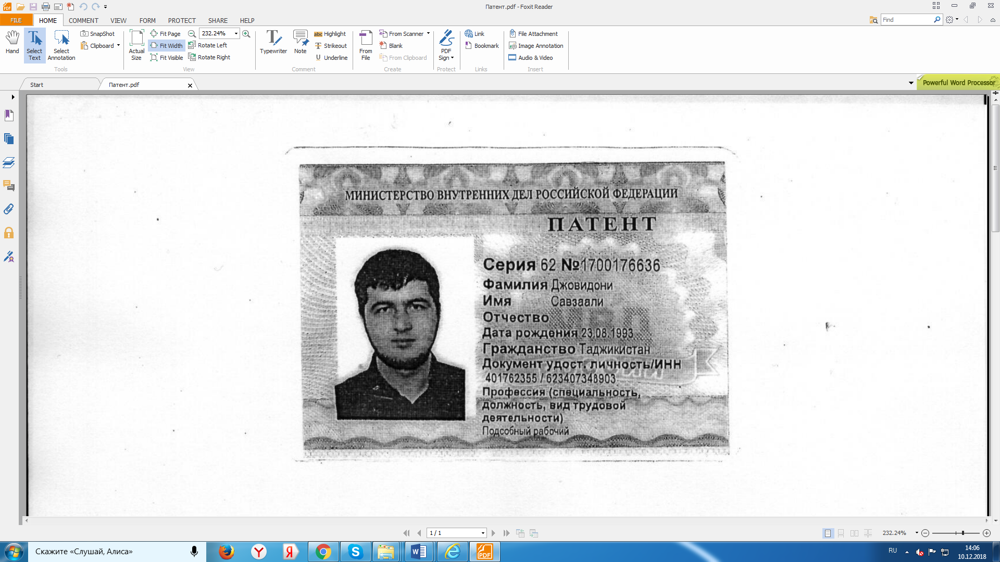 Патент.pdf - Foxit Reader
FILE HOME COMMENT VIEW FORM PROTECT SHARE HELP
Find
Hand
Select Text
Select Annotation
SnapShot
Clipboard
Tools
Actual Size
Fit Page
Fit Width
Fit Visible
232.24%
Rotate Left
Rotate Right
View
Typewriter
Note
Highlight
Strikeout
Underline
Comment
From File
From Scanner
Blank
From Clipboard
Create
PDF Sign
Protect
Link
Bookmark
Links
File Attachment
Image Annotation
Audio & Video
Insert
Start
Патент.pdf
Powerful Word Processor
МИНИСТЕРСТВО ВНУТРЕННИХ ДЕЛ РОССИЙСКОЙ ФЕДЕРАЦИИ
ПАТЕНТ
Серия 62 №1700176636
Фамилия Джовидони
Имя Савзаали
Отчество
Дата рождения 23.08.1993
Гражданство Таджикистан
Документ удост. личность/ИНН
401762355 / 623407348903
Профессия (специальность,
должность, вид трудовой
деятельности)
Подсобный рабочий
1 / 1
232.24%
Скажите «Слушай, Алиса»
RU
14:06
10.12.2018